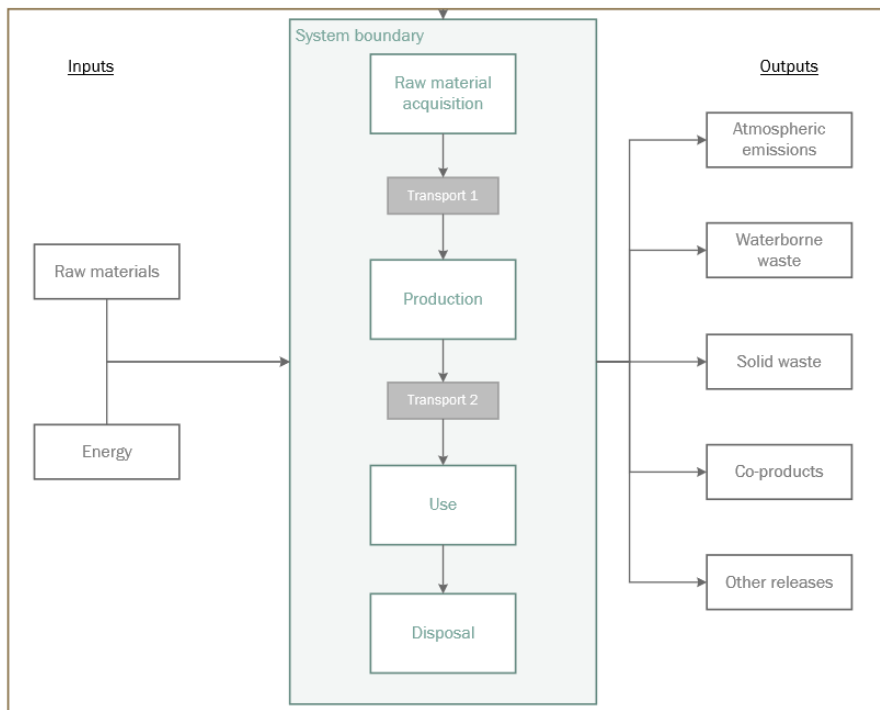 System boundary
Inputs
Outputs
Raw material
acquisition
Atmospheric
emissions
Transport 1
Waterborne
waste
Raw materials
Production
Solid waste
Transport 2
Energy
Use
Co-products
Other releases
Disposal